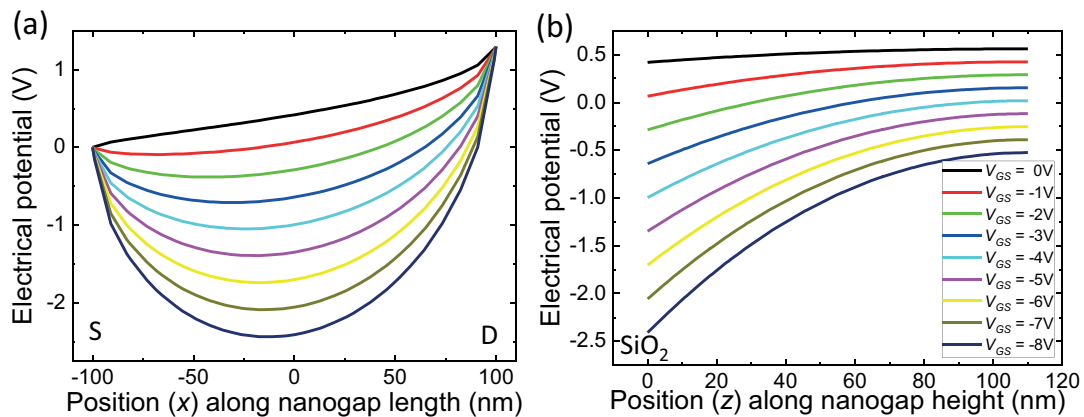 (a)
Electrical potential (V)
1
0
-1
-2
S
D
-100
-50
0
50
100
Position (x) along nanogap length (nm)
(b)
Electrical potential (V)
0.5
0.0
-0.5
-1.0
-1.5
-2.0
-2.5
SiO2
VGS = 0V
VGS = -1V
VGS = -2V
VGS = -3V
VGS = -4V
VGS = -5V
VGS = -6V
VGS = -7V
VGS = -8V
0
20
40
60
80
100
120
Position (z) along nanogap height (nm)